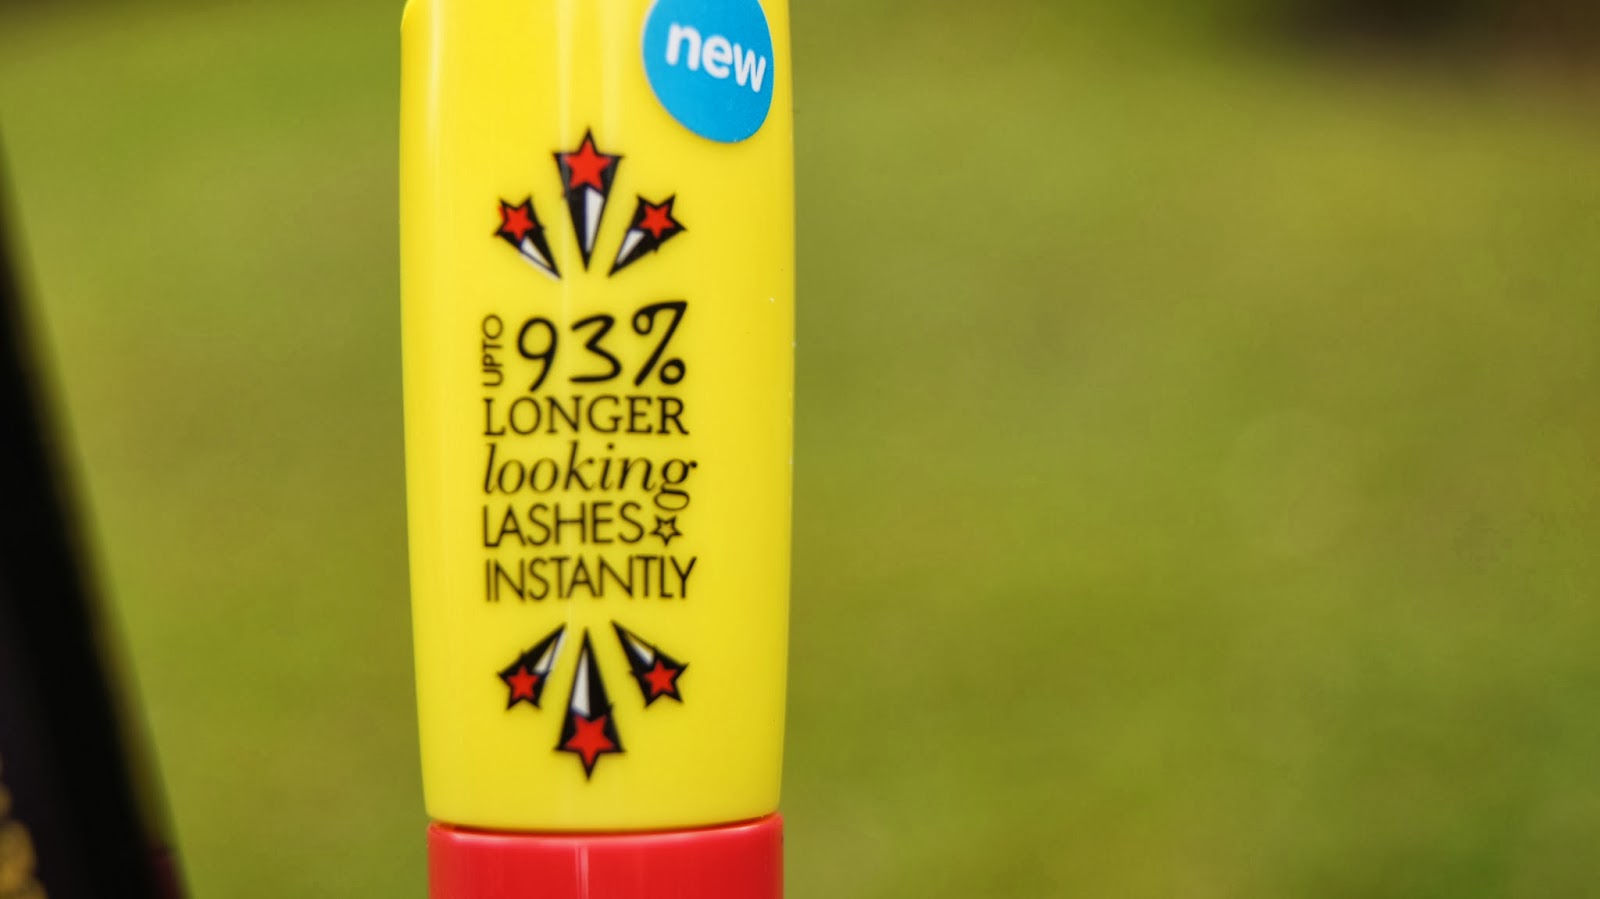 new
UPTO 93%
LONGER
looking
LASHES
INSTANTLY